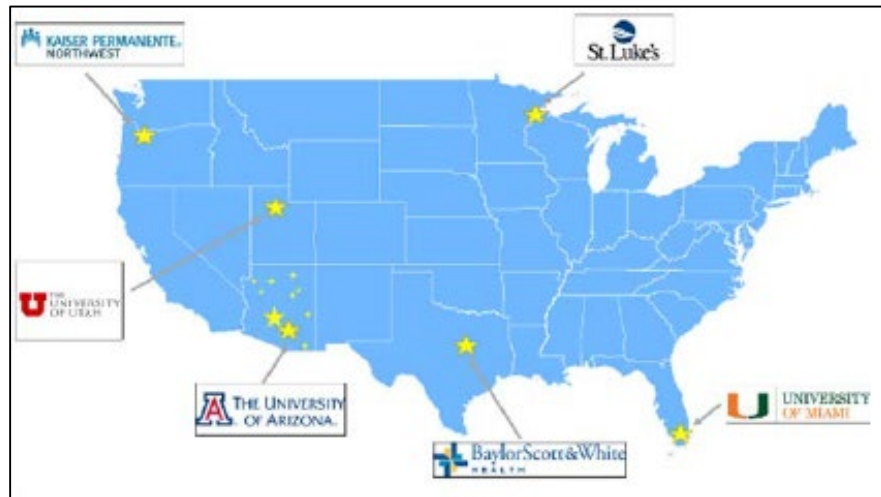 KAISER PERMANENTE®
NORTHWEST
St. Luke's
THE
UNIVERSITY
OF UTAH
THE UNIVERSITY
OF ARIZONA
BaylorScott&White
HEALTH
UNIVERSITY
OF MIAMI